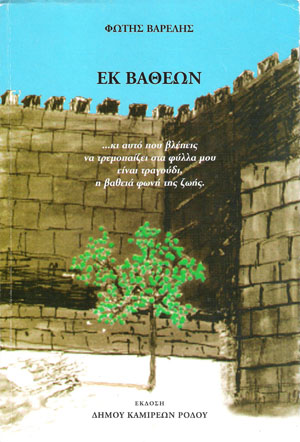 ΦΩΤΗΣ ΒΑΡΕΛΗΣ
ΕΚ ΒΑΘΕΩΝ
...κι αυτό που βλέπεις
να τρεμοπαίζει στα φύλλα μου
είναι τραγούδι,
η βαθειά φωνή της ζωής.
ΕΚΔΟΣΗ
ΔΗΜΟΥ ΚΑΜΙΡΕΩΝ ΡΟΔΟΥ